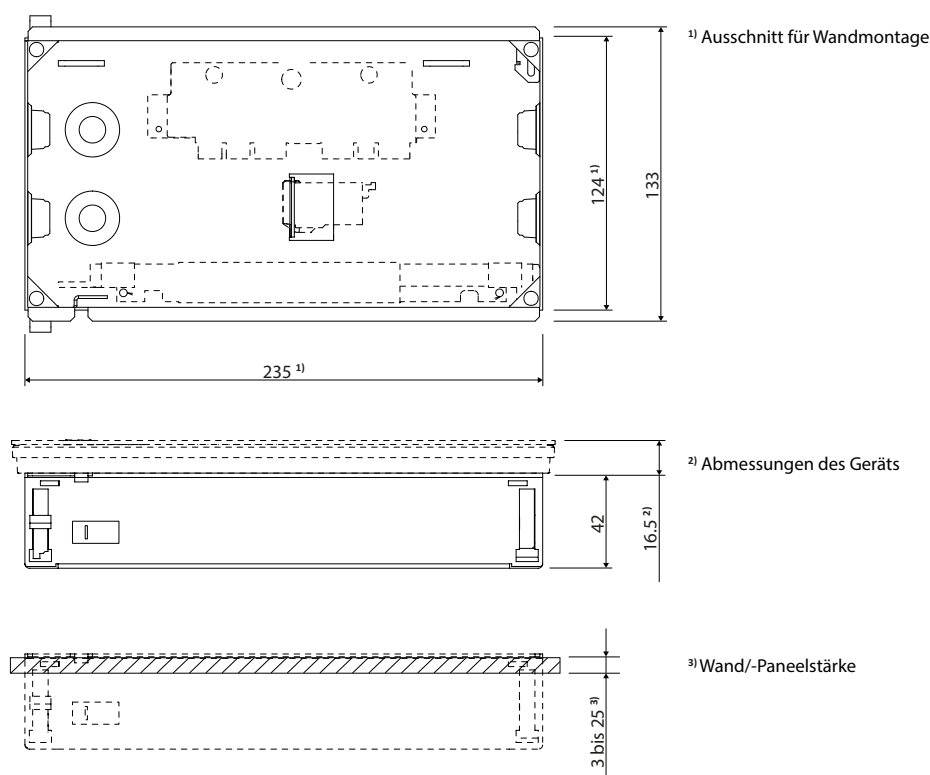 ¹⁾ Ausschnitt für Wandmontage
124 ¹⁾
133
235 ¹⁾
²⁾ Abmessungen des Geräts
42
16.5 ²⁾
³⁾ Wand/-Paneelstärke
3 bis 25 ³⁾